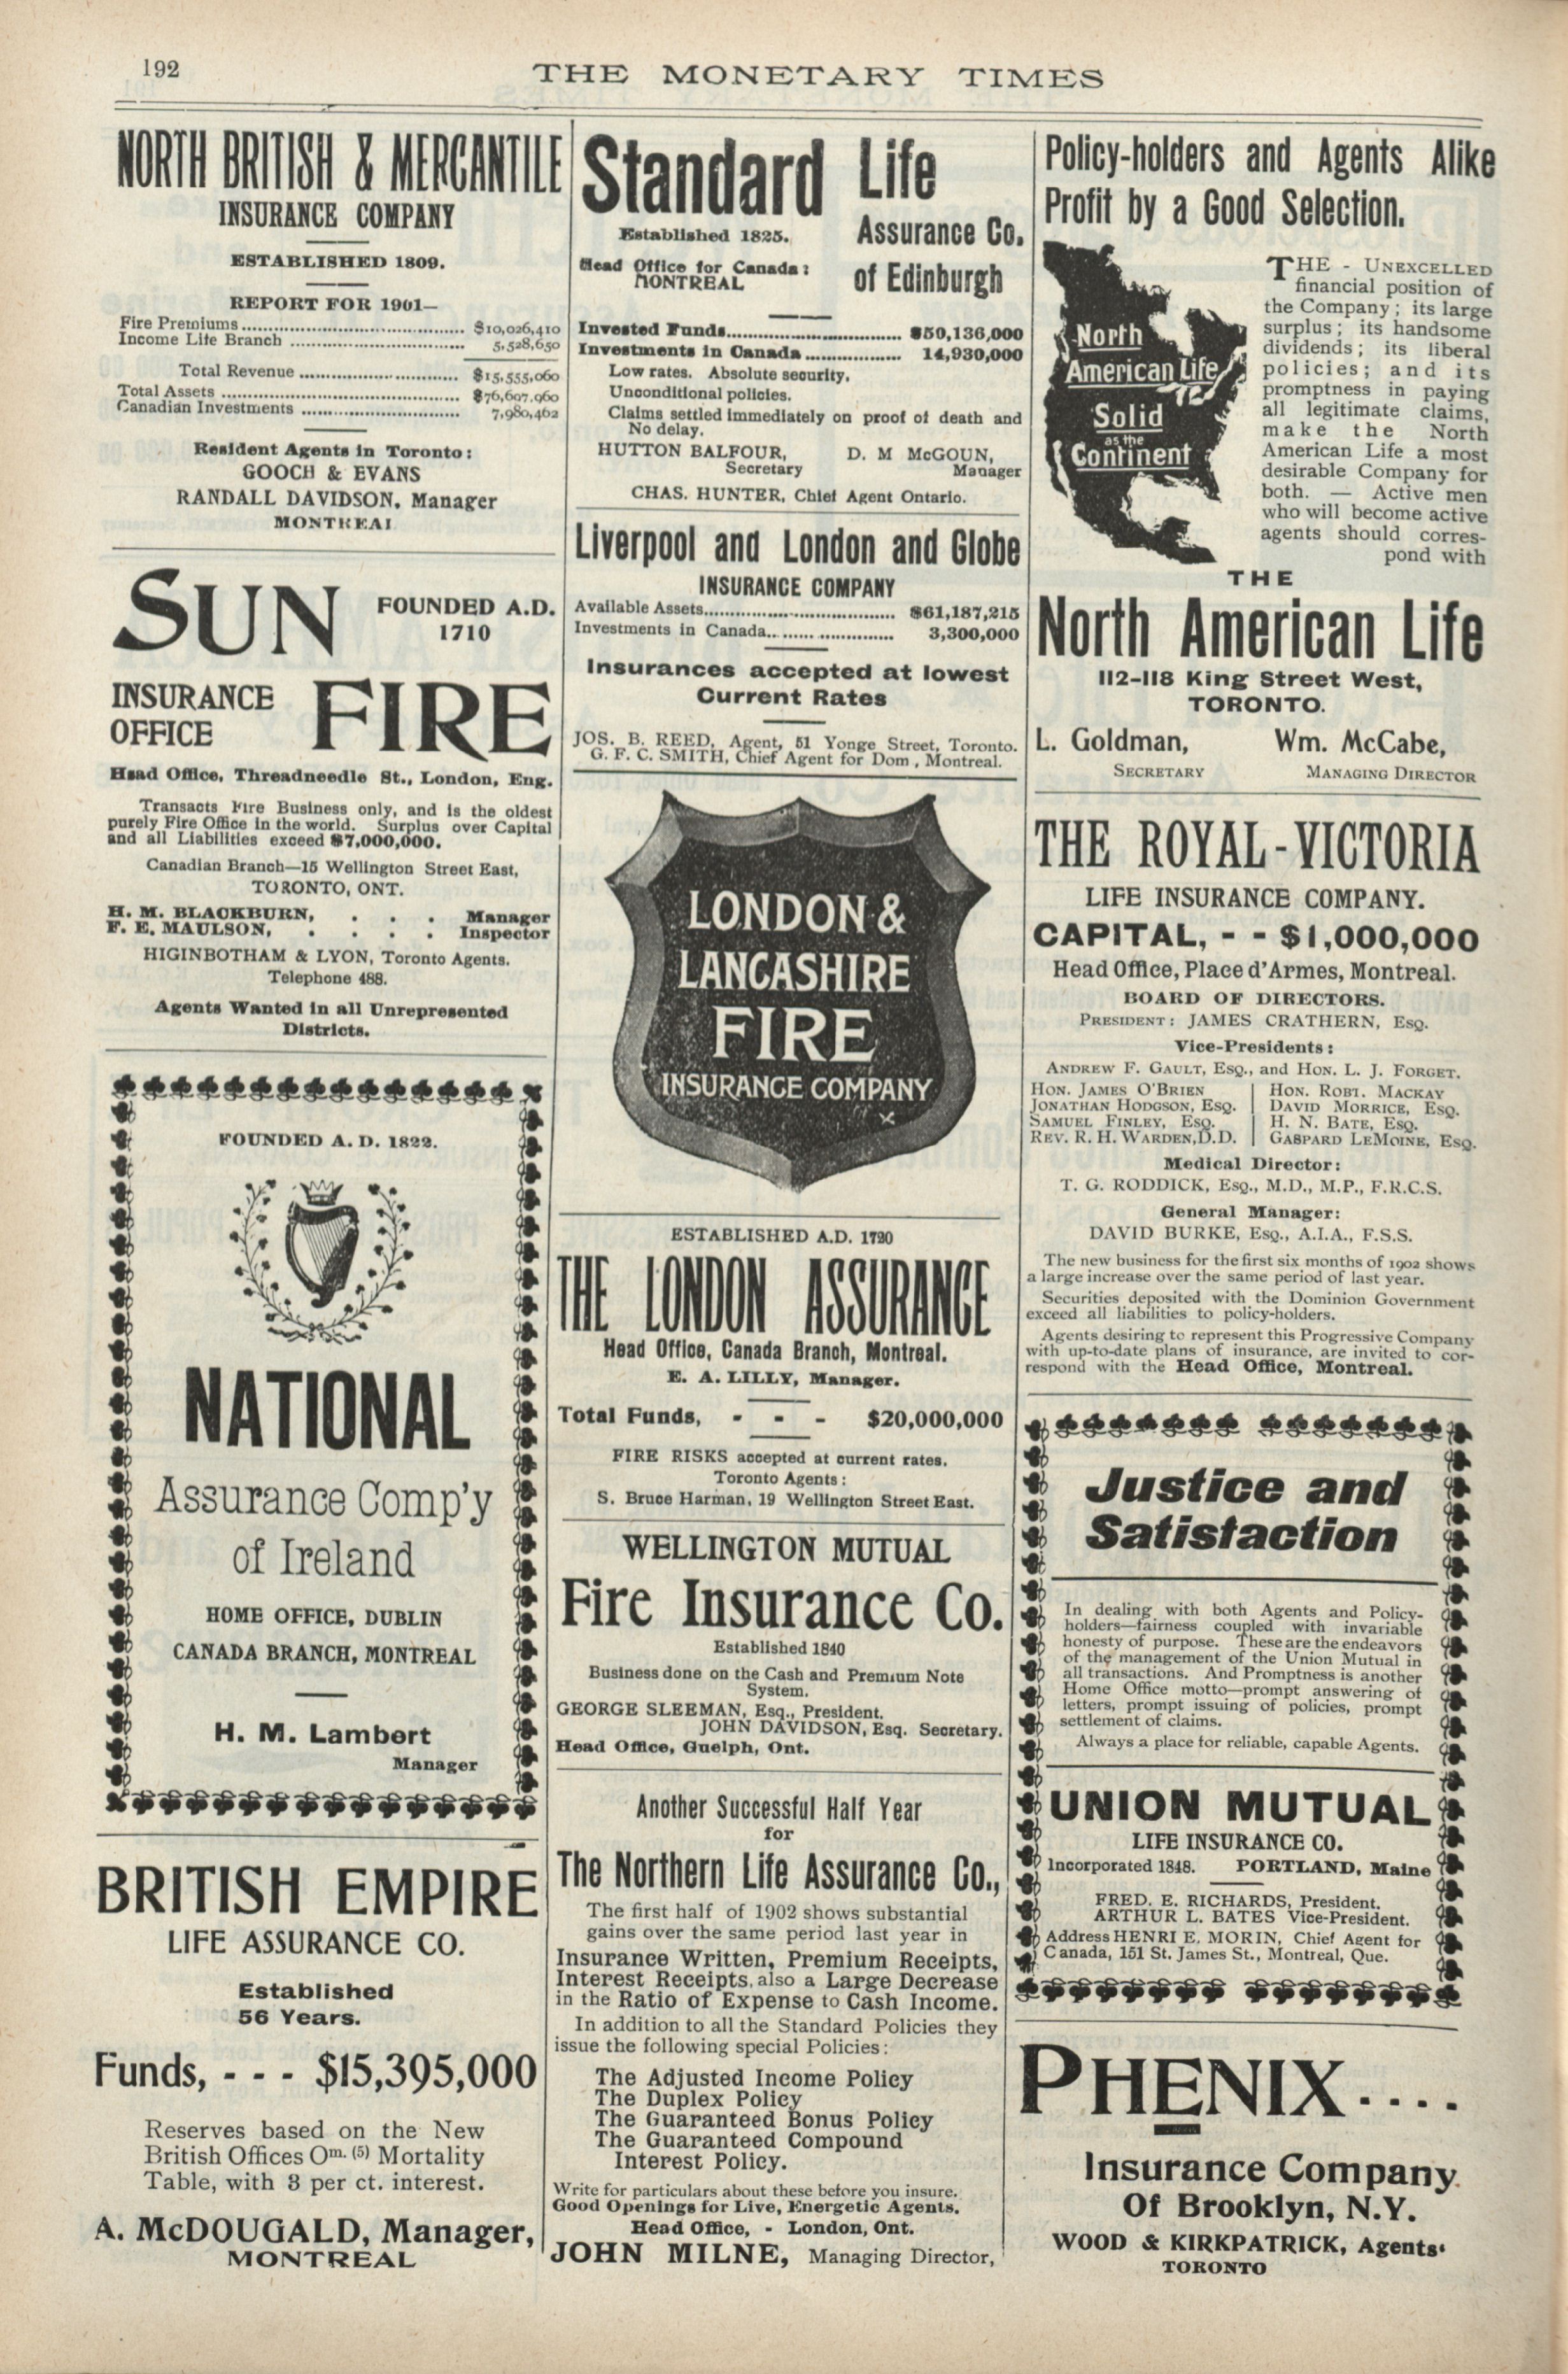 192
THE MONETARY TIMES
NORTH BRITISH & MERCANTILE
INSURANCE COMPANY
ESTABLISHED 1809.
REPORT FOR 1901—
Fire Premiums........................................ $10,026,410
Income Life Branch ................................ 5,528,650
Total Revenue ............................. $15,555,060
Total Assets ........................................... $76,607,960
Canadian Investments ............................ 7,980,462
Resident Agents in Toronto:
GOOCH & EVANS
RANDALL DAVIDSON, Manager
MONTREAL
SUN FOUNDED A.D.
1710
INSURANCE
OFFICE FIRE
Head Office, Threadneedle St., London, Eng.
Transacts Fire Business only, and is the oldest
purely Fire Office in the world. Surplus over Capital
and all Liabilities exceed $7,000,000.
Canadian Branch—15 Wellington Street East,
TORONTO, ONT.
H. M. BLACKBURN, . . . Manager
F. E. MAULSON, . . . . Inspector
HIGINBOTHAM & LYON, Toronto Agents.
Telephone 488.
Agents Wanted in all Unrepresented
Districts.
FOUNDED A. D. 1822.
NATIONAL
Assurance Comp'y
of Ireland
HOME OFFICE, DUBLIN
CANADA BRANCH, MONTREAL
H. M. Lambert
Manager
BRITISH EMPIRE
LIFE ASSURANCE CO.
Established
56 Years.
Funds, - - - $15,395,000
Reserves based on the New
British Offices Om. (5) Mortality
Table, with 3 per ct. interest.
A. McDOUGALD, Manager,
MONTREAL
Standard Life
Established 1825. Assurance Co.
Head Office for Canada:
MONTREAL
of Edinburgh
Invested Funds.................................. $50,136,000
Investments in Canada................... 14,930,000
Low rates. Absolute security.
Unconditional policies.
Claims settled immediately on proof of death and
No delay.
HUTTON BALFOUR, D. M McGOUN,
Secretary Manager
CHAS. HUNTER, Chief Agent Ontario.
Liverpool and London and Globe
INSURANCE COMPANY
Available Assets...................................... $61,187,215
Investments in Canada......................... 3,300,000
Insurances accepted at lowest
Current Rates
JOS. B. REED, Agent, 51 Yonge Street, Toronto.
G. F. C. SMITH, Chief Agent for Dom, Montreal.
LONDON &
LANCASHIRE
FIRE
INSURANCE COMPANY
ESTABLISHED A.D. 1720
THE LONDON ASSURANCE
Head Office, Canada Branch, Montreal.
E. A. LILLY, Manager.
Total Funds, - - - $20,000,000
FIRE RISKS accepted at current rates.
Toronto Agents:
S. Bruce Harman, 19 Wellington Street East.
WELLINGTON MUTUAL
Fire Insurance Co.
Established 1840
Business done on the Cash and Premium Note
System.
GEORGE SLEEMAN, Esq., President.
JOHN DAVIDSON, Esq. Secretary.
Head Office, Guelph, Ont.
Another Successful Half Year
for
The Northern Life Assurance Co.,
The first half of 1902 shows substantial
gains over the same period last year in
Insurance Written, Premium Receipts,
Interest Receipts, also a Large Decrease
in the Ratio of Expense to Cash Income.
In addition to all the Standard Policies they
issue the following special Policies:
The Adjusted Income Policy
The Duplex Policy
The Guaranteed Bonus Policy
The Guaranteed Compound
Interest Policy.
Write for particulars about these before you insure.
Good Openings for Live, Energetic Agents.
Head Office, - London, Ont.
JOHN MILNE, Managing Director,
Policy-holders and Agents Alike
Profit by a Good Selection.
North
American Life
Solid
as the
Continent
THE - UNEXCELLED
financial position of
the Company; its large
surplus; its handsome
dividends; its liberal
policies; and its
promptness in paying
all legitimate claims,
make the North
American Life a most
desirable Company for
both. — Active men
who will become active
agents should corres-
pond with
THE
North American Life
112-118 King Street West,
TORONTO.
L. Goldman, Wm. McCabe,
SECRETARY MANAGING DIRECTOR
THE ROYAL-VICTORIA
LIFE INSURANCE COMPANY.
CAPITAL, - - $1,000,000
Head Office, Place d'Armes, Montreal.
BOARD OF DIRECTORS.
PRESIDENT: JAMES CRATHERN, ESQ.
Vice-Presidents:
ANDREW F. GAULT, ESQ., and HON. L. J. FORGET.
HON. JAMES O'BRIEN HON. ROBT. MACKAY
JONATHAN HODGSON, ESQ. DAVID MORRICE, ESQ.
SAMUEL FINLEY, ESQ. H. N. BATE, ESQ.
REV. R. H. WARDEN, D.D. GASPARD LEMOINE, ESQ.
Medical Director:
T. G. RODDICK, ESQ., M.D., M.P., F.R.C.S.
General Manager:
DAVID BURKE, ESQ., A.I.A., F.S.S.
The new business for the first six months of 1902 shows
a large increase over the same period of last year.
Securities deposited with the Dominion Government
exceed all liabilities to policy-holders.
Agents desiring to represent this Progressive Company
with up-to-date plans of insurance, are invited to cor-
respond with the Head Office, Montreal.
Justice and
Satisfaction
In dealing with both Agents and Policy-
holders—fairness coupled with invariable
honesty of purpose. These are the endeavors
of the management of the Union Mutual in
all transactions. And Promptness is another
Home Office motto—prompt answering of
letters, prompt issuing of policies, prompt
settlement of claims.
Always a place for reliable, capable Agents.
UNION MUTUAL
LIFE INSURANCE CO.
Incorporated 1848. PORTLAND, Maine
FRED. E. RICHARDS, President.
ARTHUR L. BATES Vice-President.
Address HENRI E. MORIN, Chief Agent for
Canada, 151 St. James St., Montreal, Que.
PHENIX....
Insurance Company
Of Brooklyn, N.Y.
WOOD & KIRKPATRICK, Agents.
TORONTO